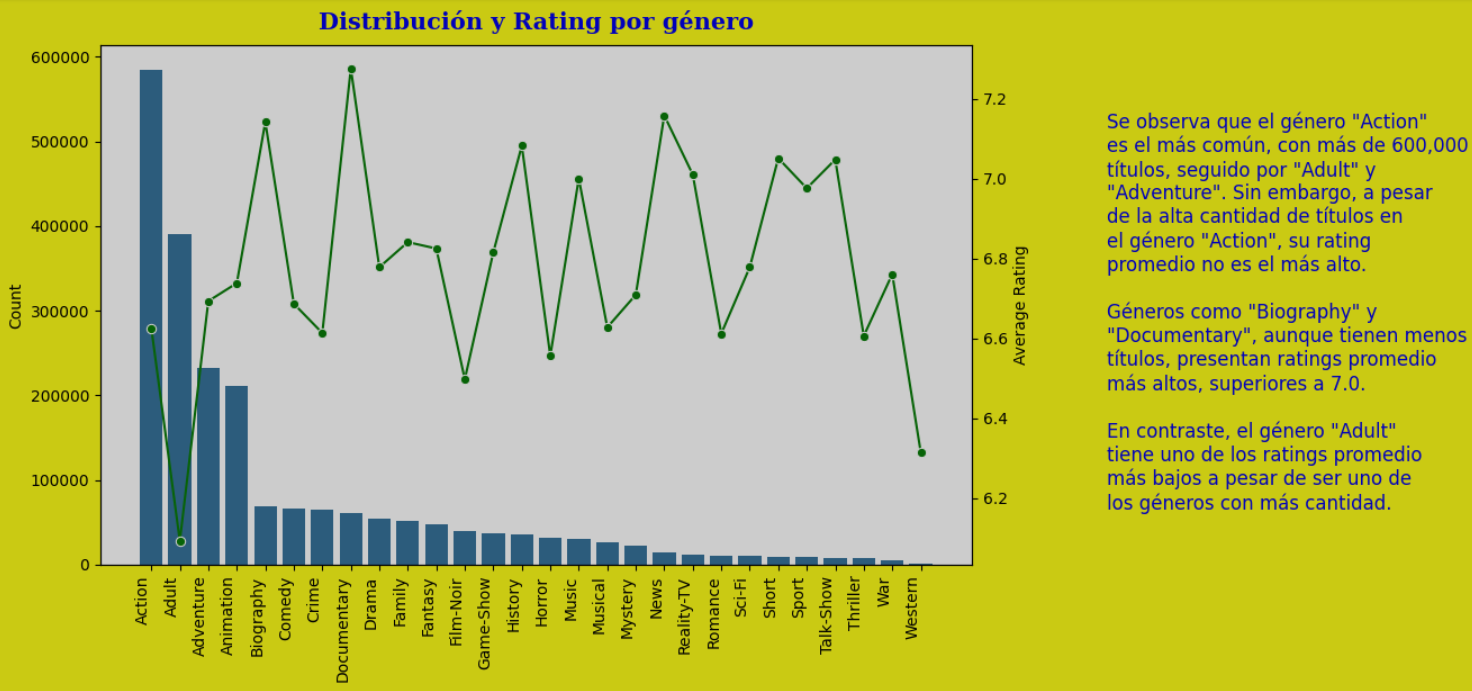 Distribución y Rating por género
600000
500000
400000
300000
200000
100000
0
Count
7.2
7.0
6.8
6.6
6.4
6.2
Average Rating
Action
Adult
Adventure
Animation
Biography
Comedy
Crime
Documentary
Drama
Family
Fantasy
Film-Noir
Game-Show
History
Horror
Music
Musical
Mystery
News
Reality-TV
Romance
Sci-Fi
Short
Sport
Talk-Show
Thriller
War
Western
Se observa que el género "Action"
es el más común, con más de 600,000
títulos, seguido por "Adult" y
"Adventure". Sin embargo, a pesar
de la alta cantidad de títulos en
el género "Action", su rating
promedio no es el más alto.
Géneros como "Biography" y
"Documentary", aunque tienen menos
títulos, presentan ratings promedio
más altos, superiores a 7.0.
En contraste, el género "Adult"
tiene uno de los ratings promedio
más bajos a pesar de ser uno de
los géneros con más cantidad.